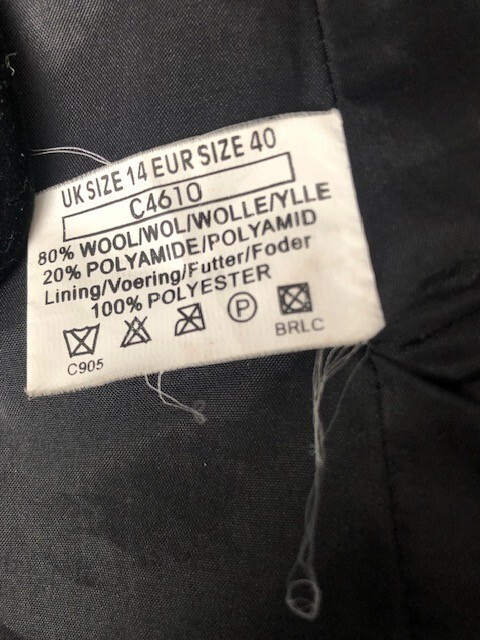 UK SIZE 14 EUR SIZE 40
C4610
80% WOOL/WOL/WOLLE/YLLE
20% POLYAMIDE/POLYAMID
Lining/Voering/Futter/Foder
100% POLYESTER
P
C905
BRLC